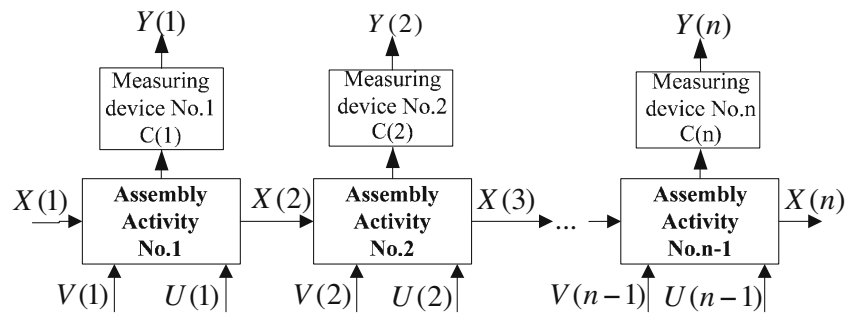 Y(1)
Y(2)
Y(n)
Measuring
device No.1
C(1)
Measuring
device No.2
C(2)
Measuring
device No.n
C(n)
X(1)
Assembly
Activity
No.1
X(2)
Assembly
Activity
No.2
X(3)
...
Assembly
Activity
No.n-1
X(n)
V(1)
U(1)
V(2)
U(2)
V(n−1)
U(n−1)